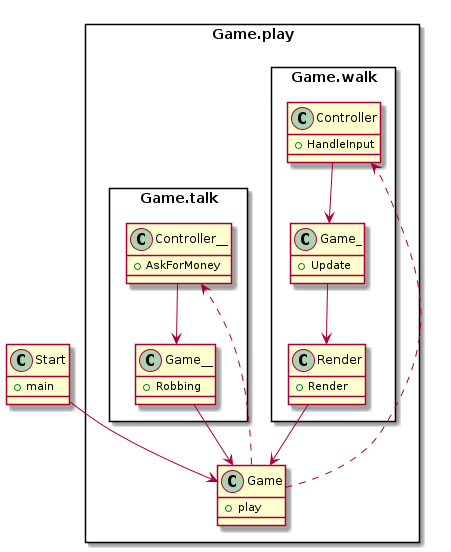 Game.play
Game.walk
C Controller
HandleInput
Game.talk
C Controller__
AskForMoney
C Game_
Update
C Start
main
C Game__
Robbing
C Render
Render
C Game
play